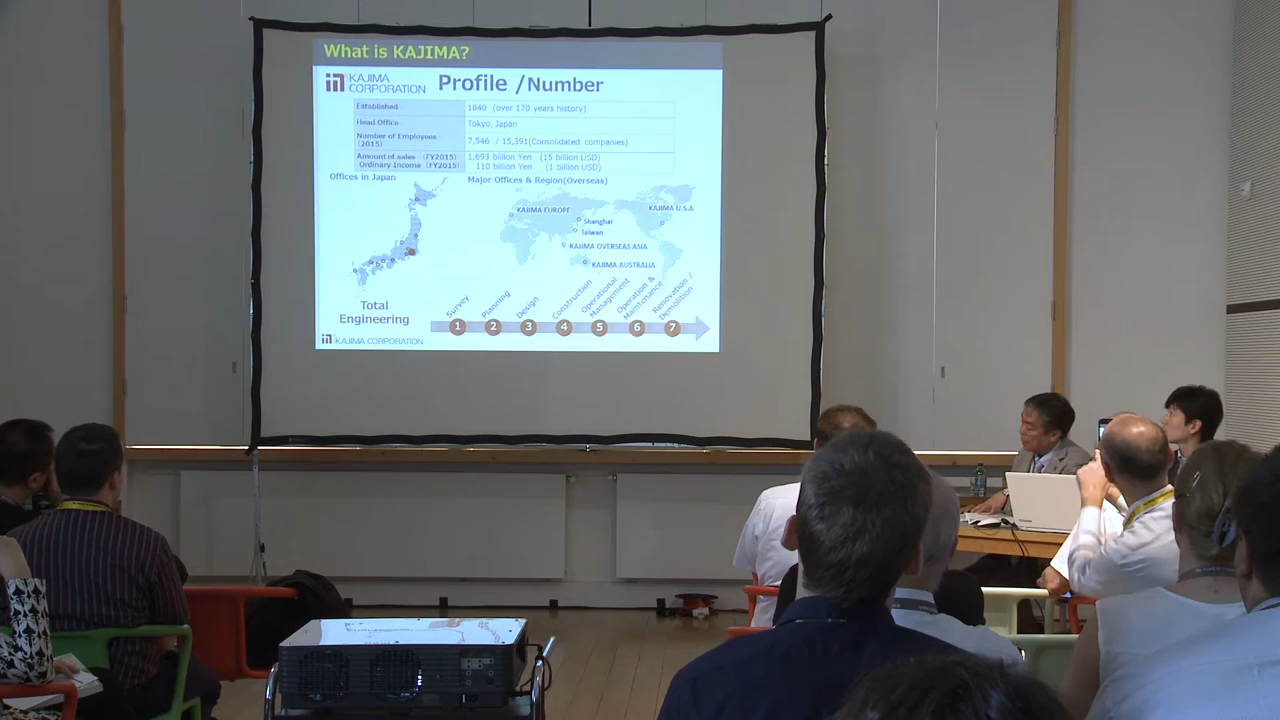 What is KAJIMA?
KAJIMA
CORPORATION
Profile /Number
Established
1840 (over 170 years history)
Head Office
Tokyo, Japan
Number of Employees
(2015)
7,546 / 15,391(Consolidated companies)
Amount of sales (FY2015)
1,693 billion Yen (15 billion USD)
Ordinary Income (FY2015)
110 billion Yen (1 billion USD)
Offices in Japan
Major Offices & Region(Overseas)
KAJIMA EUROPE
KAJIMA U.S.A
Shanghai
Taiwan
KAJIMA OVERSEAS ASIA
KAJIMA AUSTRALIA
Total
Engineering
Survey
Planning
Design
Construction
Operational
Management
Operation &
Maintenance
Renovation /
Demolition
1 2 3 4 5 6 7
KAJIMA CORPORATION